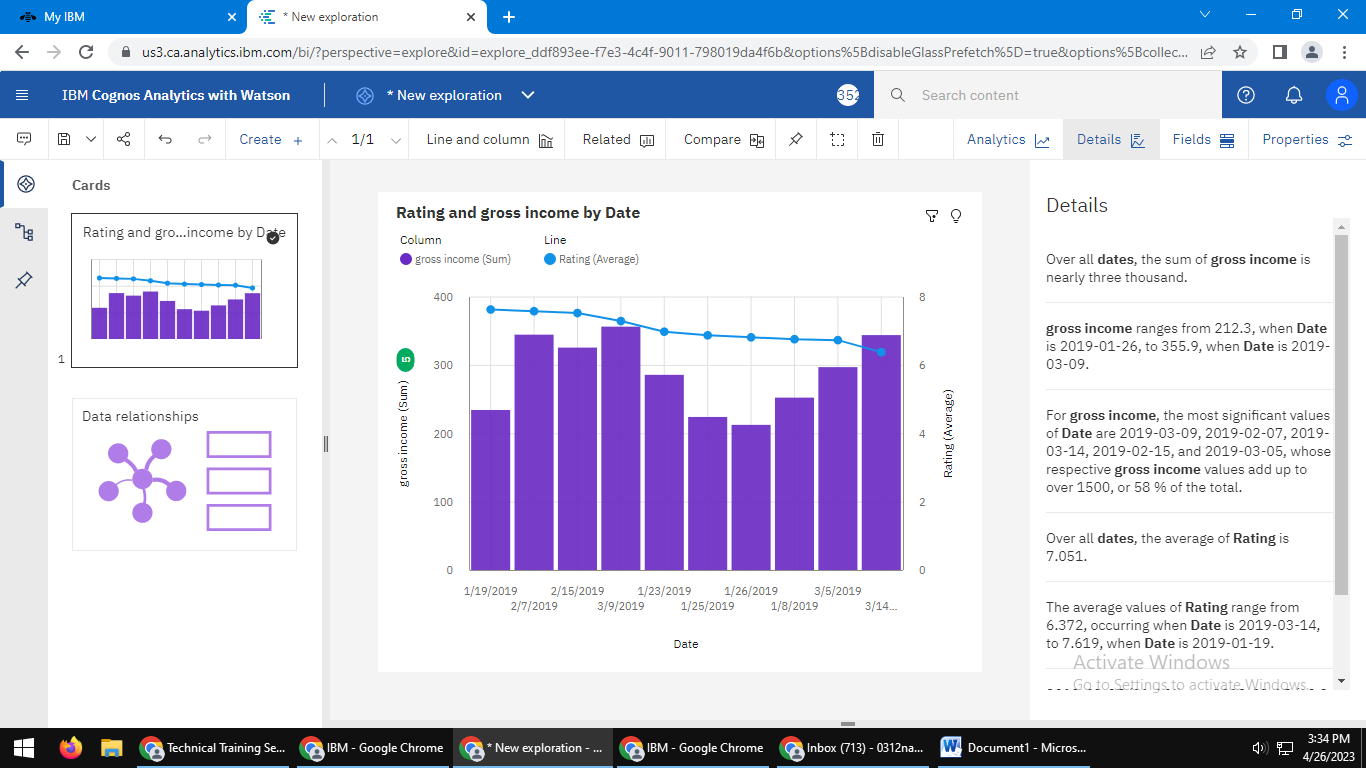 My IBM
* New exploration
us3.ca.analytics.ibm.com/bi/?perspective=explore&id=explore_ddf893ee-f7e3-4c4f-9011-798019da4f6b&options%5BdisableGlassPrefetch%5D=true&options%5Bcollec...
IBM Cognos Analytics with Watson
* New exploration
352
Search content
Create +
1/1
Line and column
Related
Compare
Analytics
Details
Fields
Properties
Cards
Rating and gro...income by Date
1
Data relationships
Rating and gross income by Date
Column
Line
gross income (Sum)
Rating (Average)
400
300
200
100
0
gross income (Sum)
5
8
6
4
2
0
Rating (Average)
1/19/2019
2/15/2019
1/23/2019
1/26/2019
3/5/2019
2/7/2019
3/9/2019
1/25/2019
1/8/2019
3/14...
Date
Details
Over all dates, the sum of gross income is
nearly three thousand.
gross income ranges from 212.3, when Date
is 2019-01-26, to 355.9, when Date is 2019-
03-09.
For gross income, the most significant values
of Date are 2019-03-09, 2019-02-07, 2019-
03-14, 2019-02-15, and 2019-03-05, whose
respective gross income values add up to
over 1500, or 58 % of the total.
Over all dates, the average of Rating is
7.051.
The average values of Rating range from
6.372, occurring when Date is 2019-03-14,
to 7.619, when Date is 2019-01-19.
Activate Windows
Go to Settings to activate Windows.
Technical Training Se...
IBM - Google Chrome
* New exploration - ...
IBM - Google Chrome
Inbox (713) - 0312na...
Document1 - Micros...
3:34 PM
4/26/2023